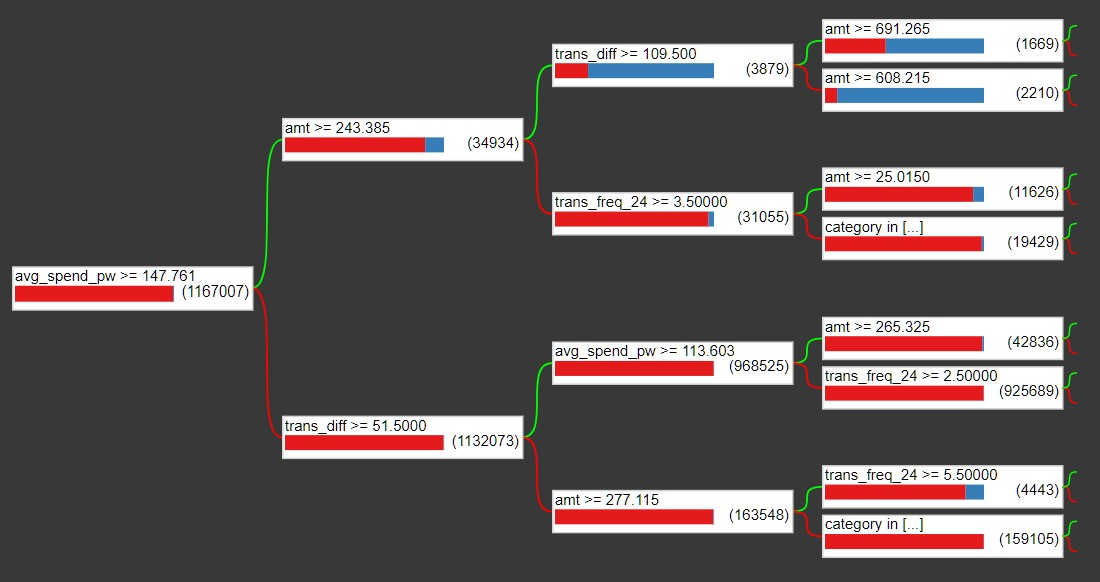 avg_spend_pw >= 147.761
(1167007)
amt >= 243.385
(34934)
trans_diff >= 51.5000
(1132073)
trans_diff >= 109.500
(3879)
trans_freq_24 >= 3.50000
(31055)
avg_spend_pw >= 113.603
(968525)
amt >= 277.115
(163548)
amt >= 691.265
(1669)
amt >= 608.215
(2210)
amt >= 25.0150
(11626)
category in [...]
(19429)
amt >= 265.325
(42836)
trans_freq_24 >= 2.50000
(925689)
trans_freq_24 >= 5.50000
(4443)
category in [...]
(159105)